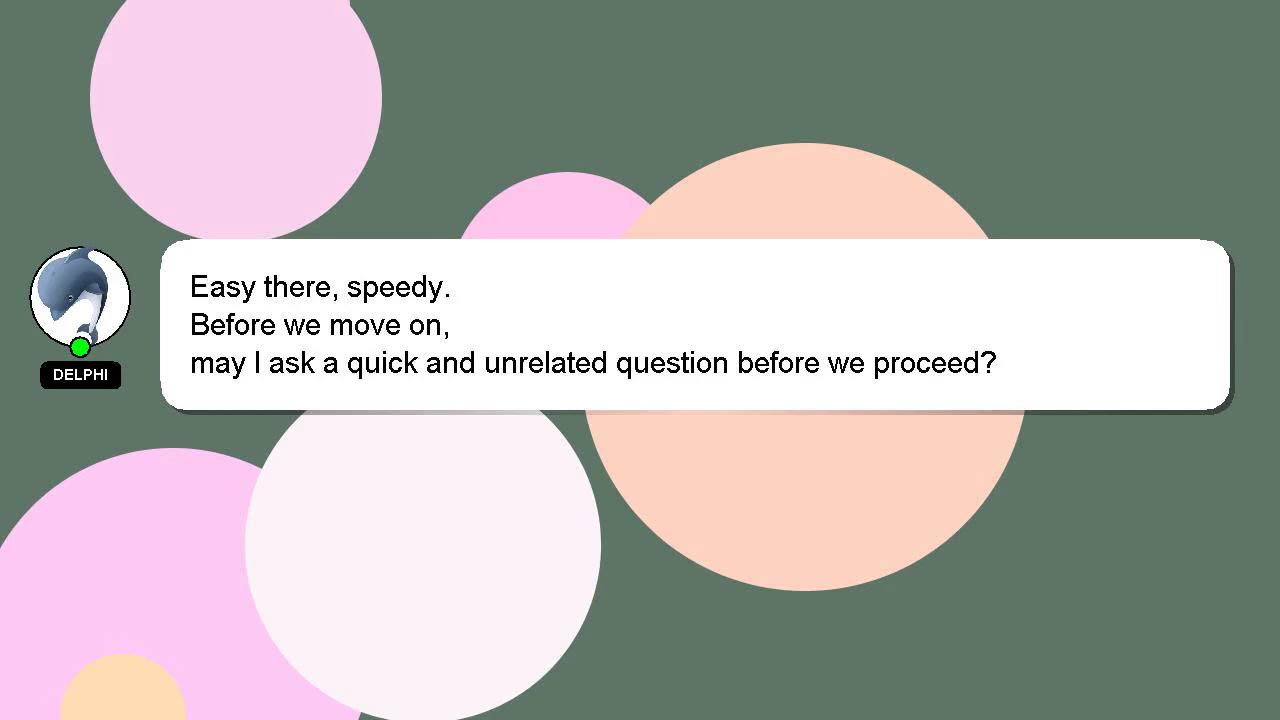 Easy there, speedy.
Before we move on,
may I ask a quick and unrelated question before we proceed?
DELPHI